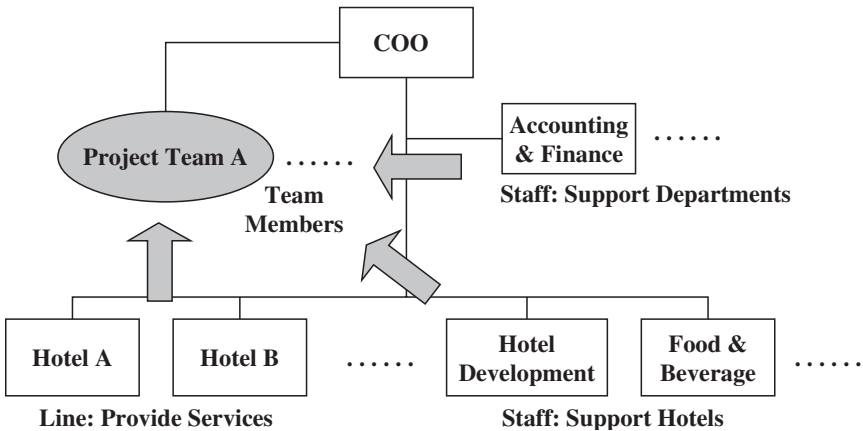 COO
Accounting
& Finance
. . . . . .
Project Team A
. . . . . .
Team
Members
Staff: Support Departments
Hotel A
Hotel B
. . . . . .
Hotel
Development
Food &
Beverage
. . . . . .
Line: Provide Services
Staff: Support Hotels